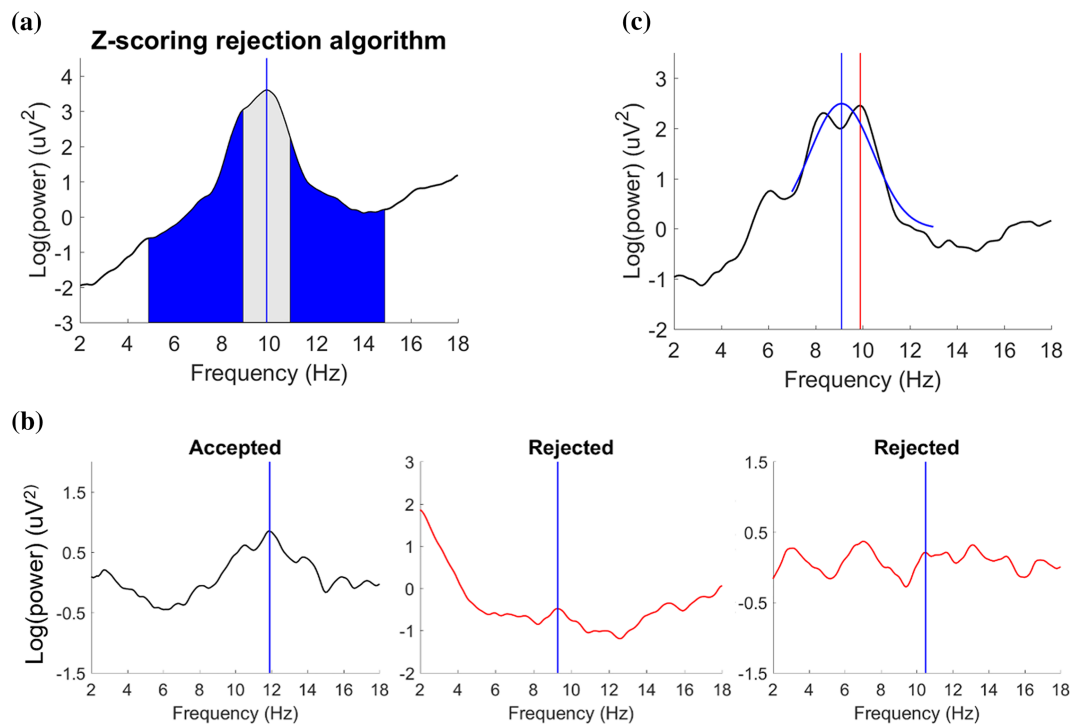 (a)
Z-scoring rejection algorithm
Log(power) (uV²)
4
3
2
1
0
-1
-2
-3
2 4 6 8 10 12 14 16 18
Frequency (Hz)
(c)
Log(power) (uV²)
3
2
1
0
-1
-2
2 4 6 8 10 12 14 16 18
Frequency (Hz)
(b)
Accepted
Log(power) (uV²)
1.5
0.5
-0.5
-1.5
2 4 6 8 10 12 14 16 18
Frequency (Hz)
Rejected
3
2
1
0
-1
-2
2 4 6 8 10 12 14 16 18
Frequency (Hz)
Rejected
1.5
0.5
-0.5
-1.5
2 4 6 8 10 12 14 16 18
Frequency (Hz)